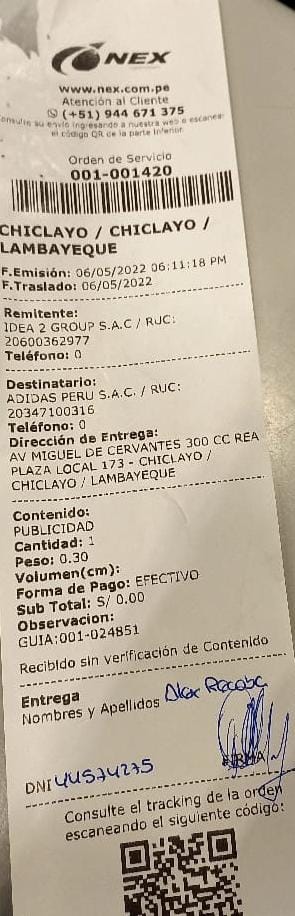 NEX
www.nex.com.pe
Atención al Cliente
(+51) 944 671 375
Consulte su envío ingresando a nuestra web o escanea
el código QR de la parte inferior.
Orden de Servicio
001-001420
CHICLAYO / CHICLAYO /
LAMBAYEQUE
F.Emisión: 06/05/2022 06:11:18 PM
F.Traslado: 06/05/2022
Remitente:
IDEA 2 GROUP S.A.C / RUC:
20600362977
Teléfono: 0
Destinatario:
ADIDAS PERU S.A.C. / RUC:
20347100316
Teléfono: 0
Dirección de Entrega:
AV MIGUEL DE CERVANTES 300 CC REA
PLAZA LOCAL 173 - CHICLAYO /
CHICLAYO / LAMBAYEQUE
Contenido:
PUBLICIDAD
Cantidad: 1
Peso: 0.30
Volumen(cm):
Forma de Pago: EFECTIVO
Sub Total: S/ 0.00
Observacion:
GUIA:001-024851
Recibido sin verificación de Contenido
Entrega
Nombres y Apellidos Alex
FIRMA
DNI 44574275
Consulte el tracking de la orden
escaneando el siguiente código: